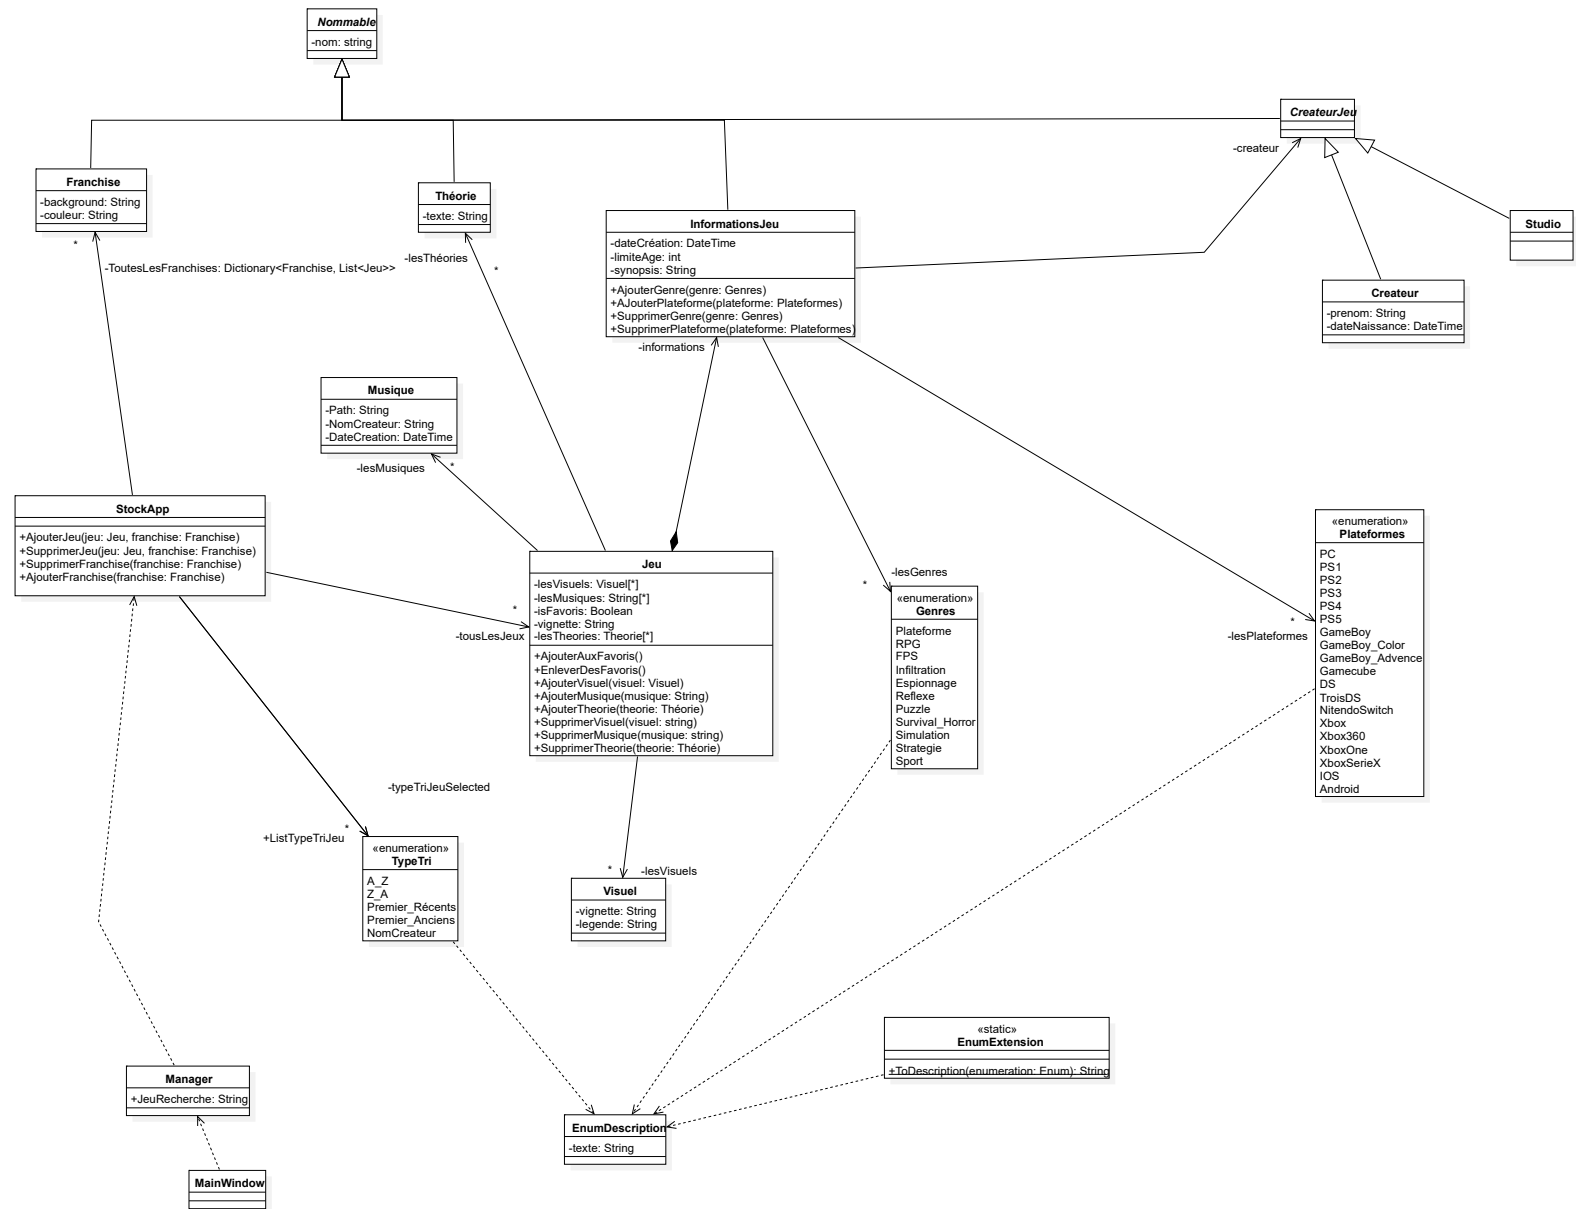 Nommable
-nom: string
CreateurJeu
-createur
Franchise
-background: String
-couleur: String
*
-ToutesLesFranchises: Dictionary<Franchise, List<Jeu>>
Théorie
-texte: String
-lesThéories
*
InformationsJeu
-dateCréation: DateTime
-limiteAge: int
-synopsis: String
+AjouterGenre(genre: Genres)
+AJouterPlateforme(plateforme: Plateformes)
+SupprimerGenre(genre: Genres)
+SupprimerPlateforme(plateforme: Plateformes)
-informations
Studio
Createur
-prenom: String
-dateNaissance: DateTime
Musique
-Path: String
-NomCreateur: String
-DateCreation: DateTime
-lesMusiques
*
StockApp
+AjouterJeu(jeu: Jeu, franchise: Franchise)
+SupprimerJeu(jeu: Jeu, franchise: Franchise)
+SupprimerFranchise(franchise: Franchise)
+AjouterFranchise(franchise: Franchise)
*
-tousLesJeux
Jeu
-lesVisuels: Visuel[*]
-lesMusiques: String[*]
-isFavoris: Boolean
-vignette: String
-lesTheories: Theorie[*]
+AjouterAuxFavoris()
+EnleverDesFavoris()
+AjouterVisuel(visuel: Visuel)
+AjouterMusique(musique: String)
+AjouterTheorie(theorie: Théorie)
+SupprimerVisuel(visuel: string)
+SupprimerMusique(musique: string)
+SupprimerTheorie(theorie: Théorie)
-lesGenres
*
«enumeration»
Genres
Plateforme
RPG
FPS
Infiltration
Espionnage
Reflexe
Puzzle
Survival_Horror
Simulation
Strategie
Sport
*
-lesPlateformes
«enumeration»
Plateformes
PC
PS1
PS2
PS3
PS4
PS5
GameBoy
GameBoy_Color
GameBoy_Advence
Gamecube
DS
TroisDS
NitendoSwitch
Xbox
Xbox360
XboxOne
XboxSerieX
IOS
Android
-typeTriJeuSelected
*
+ListTypeTriJeu
«enumeration»
TypeTri
A_Z
Z_A
Premier_Récents
Premier_Anciens
NomCreateur
*
-lesVisuels
Visuel
-vignette: String
-legende: String
«static»
EnumExtension
+ToDescription(enumeration: Enum): String
Manager
+JeuRecherche: String
EnumDescription
-texte: String
MainWindow